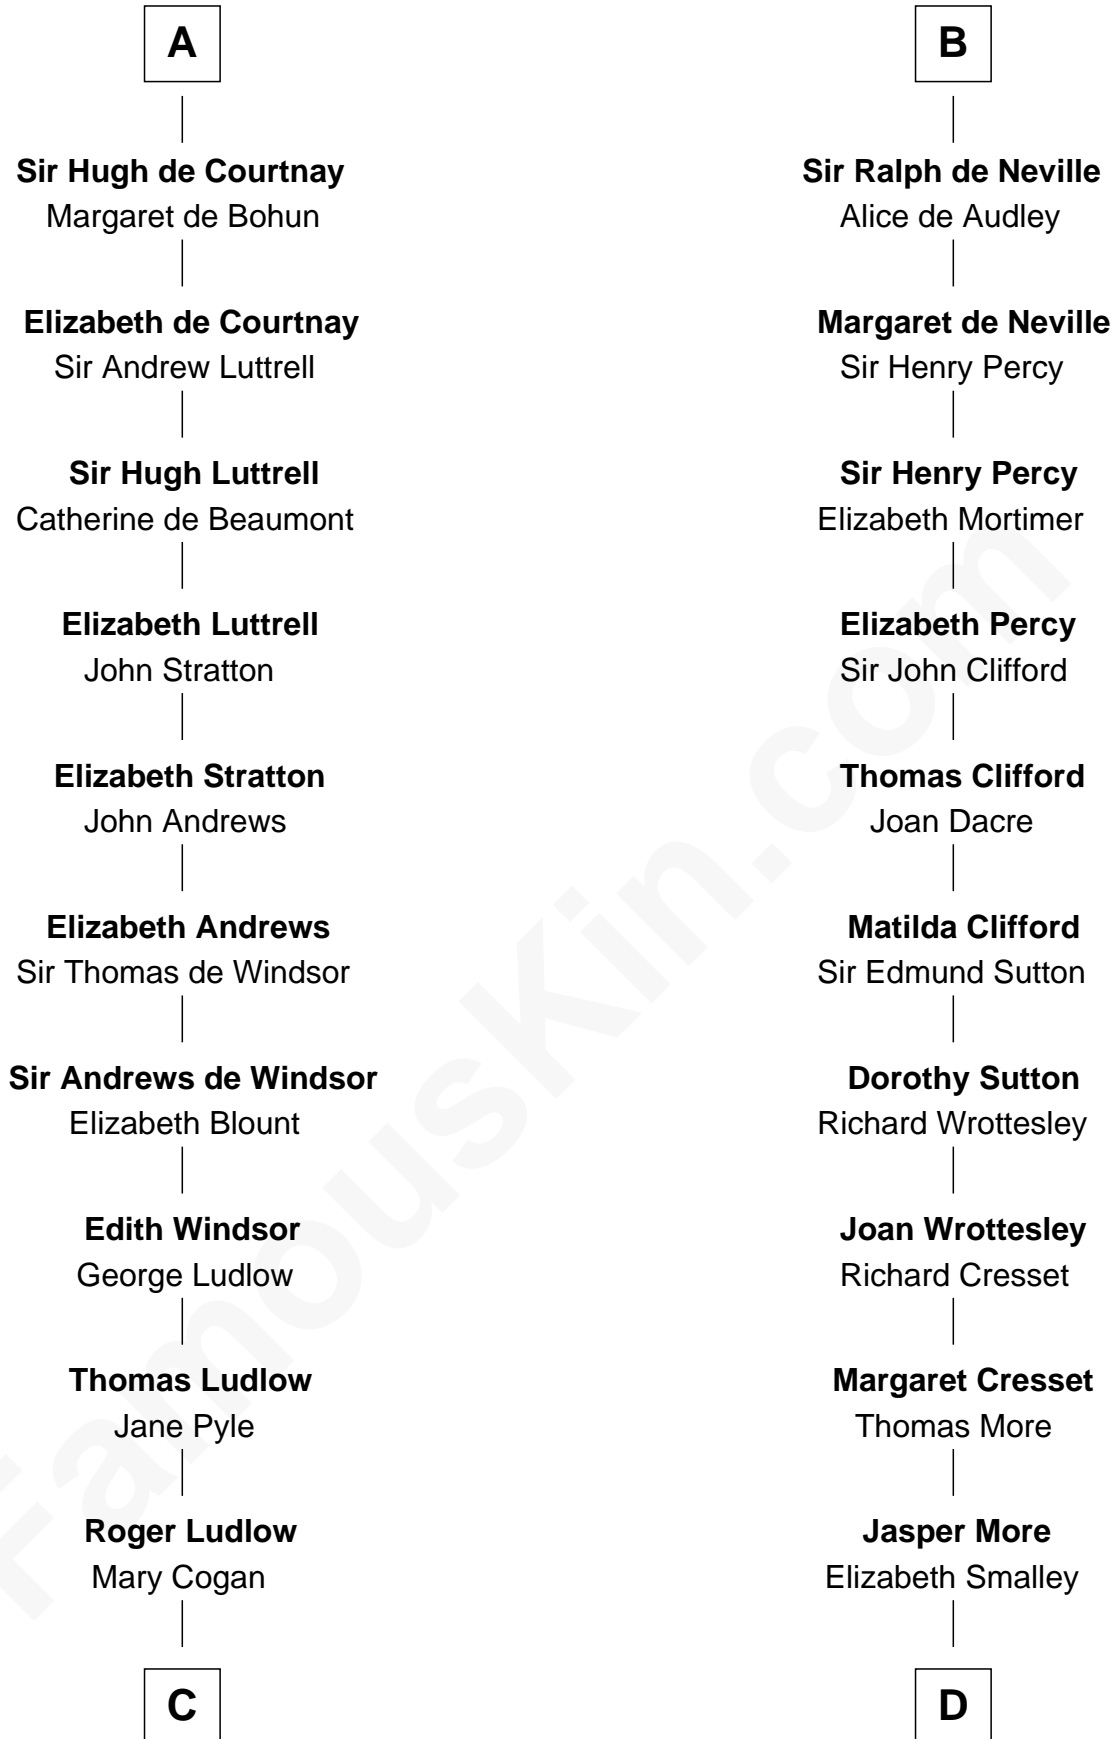 A
Sir Hugh de Courtnay
Margaret de Bohun
Elizabeth de Courtnay
Sir Andrew Luttrell
Sir Hugh Luttrell
Catherine de Beaumont
Elizabeth Luttrell
John Stratton
Elizabeth Stratton
John Andrews
Elizabeth Andrews
Sir Thomas de Windsor
Sir Andrews de Windsor
Elizabeth Blount
Edith Windsor
George Ludlow
Thomas Ludlow
Jane Pyle
Roger Ludlow
Mary Cogan
C
B
Sir Ralph de Neville
Alice de Audley
Margaret de Neville
Sir Henry Percy
Sir Henry Percy
Elizabeth Mortimer
Elizabeth Percy
Sir John Clifford
Thomas Clifford
Joan Dacre
Matilda Clifford
Sir Edmund Sutton
Dorothy Sutton
Richard Wrottesley
Joan Wrottesley
Richard Cresset
Margaret Cresset
Thomas More
Jasper More
Elizabeth Smalley
D
FamousKin.com